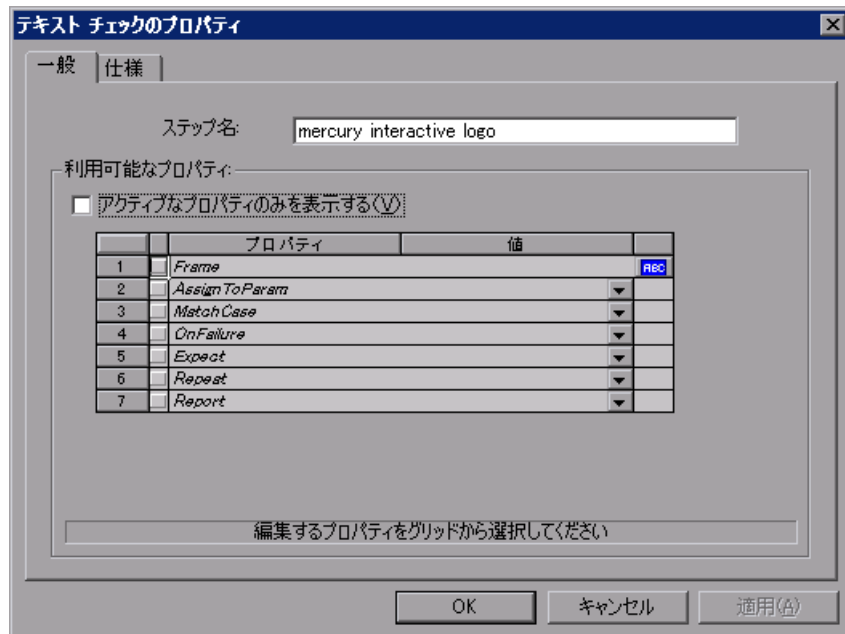 テキスト チェックのプロパティ
一般 仕様
ステップ名: mercury interactive logo
利用可能なプロパティ:
アクティブなプロパティのみを表示する(V)
プロパティ 値
1 Frame ABC
2 AssignToParam
3 MatchCase
4 OnFailure
5 Expect
6 Repeat
7 Report
編集するプロパティをグリッドから選択してください
OK キャンセル 適用(A)